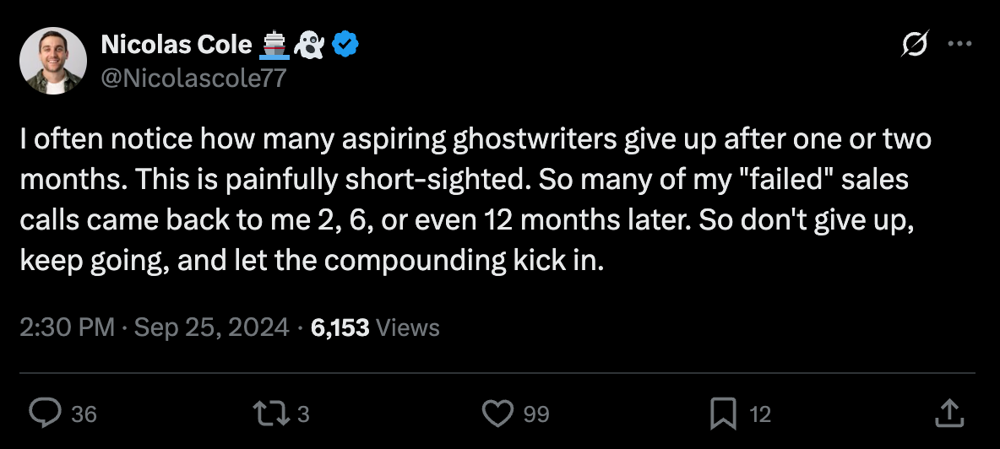 Nicolas Cole 🚢👻
@Nicolascole77
I often notice how many aspiring ghostwriters give up after one or two
months. This is painfully short-sighted. So many of my "failed" sales
calls came back to me 2, 6, or even 12 months later. So don't give up,
keep going, and let the compounding kick in.
2:30 PM · Sep 25, 2024 · 6,153 Views
36 3 99 12